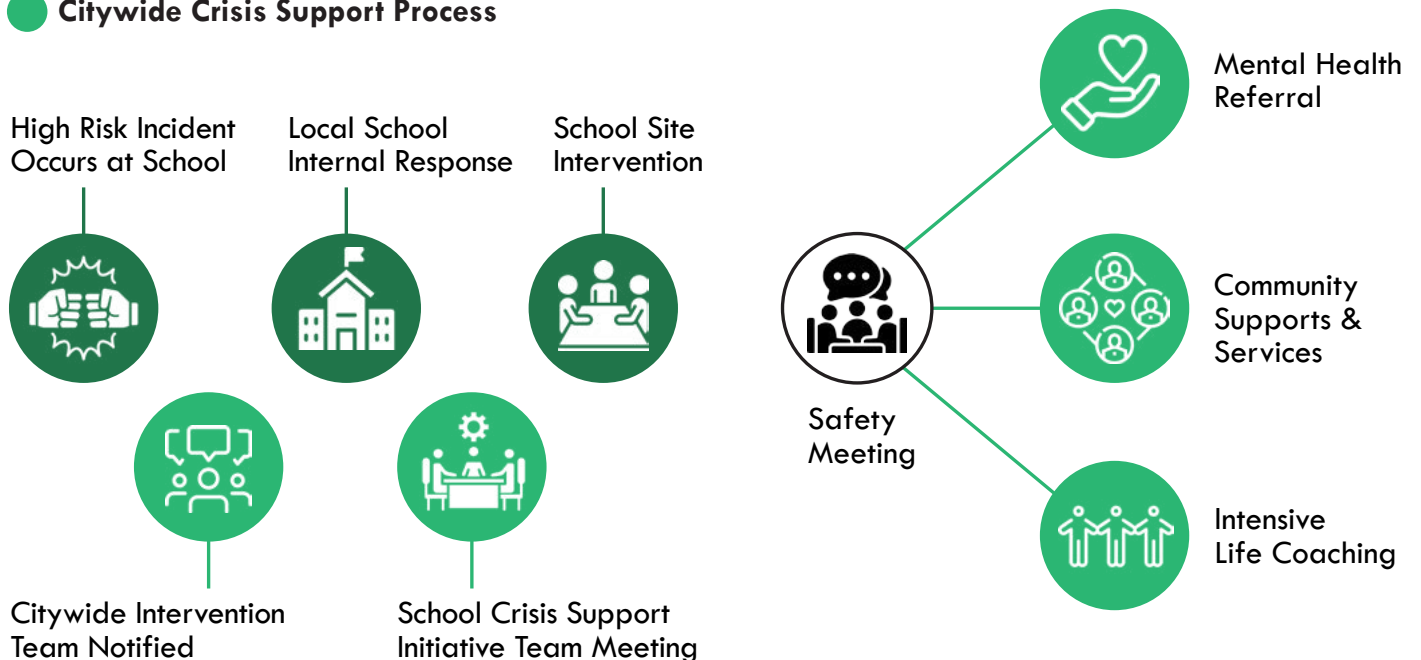 Citywide Crisis Support Process
High Risk Incident
Occurs at School
Local School
Internal Response
School Site
Intervention
Citywide Intervention
Team Notified
School Crisis Support
Initiative Team Meeting
Safety
Meeting
Mental Health
Referral
Community
Supports &
Services
Intensive
Life Coaching